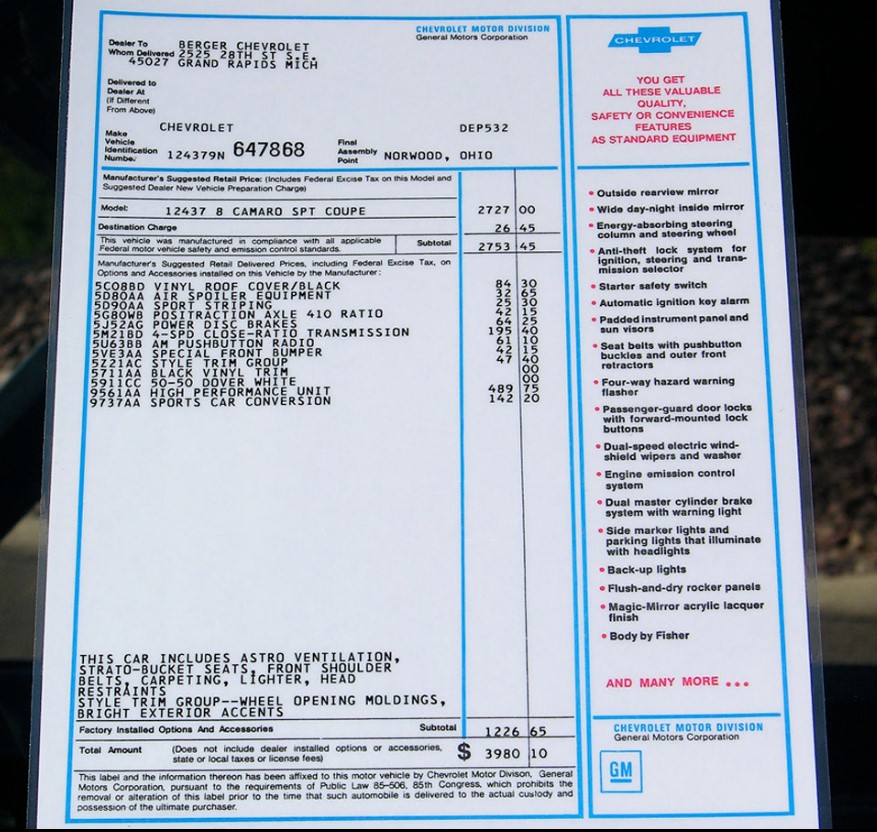 CHEVROLET MOTOR DIVISION
General Motors Corporation
Dealer To
Whom Delivered
BERGER CHEVROLET
2525 28TH ST S.E.
45027 GRAND RAPIDS MICH
Delivered to
Dealer At
(If Different
From Above)
Make CHEVROLET DEP532
Vehicle
Identification
Number 124379N 647868
Final
Assembly
Point NORWOOD, OHIO
Manufacturer's Suggested Retail Price: (Includes Federal Excise Tax on this Model and
Suggested Dealer New Vehicle Preparation Charge)
Model: 12437 8 CAMARO SPT COUPE 2727 00
Destination Charge 26 45
This vehicle was manufactured in compliance with all applicable
Federal motor vehicle safety and emission control standards.
Subtotal 2753 45
Manufacturer's Suggested Retail Delivered Prices, including Federal Excise Tax, on
Options and Accessories installed on this Vehicle by the Manufacturer:
5C08BD VINYL ROOF COVER/BLACK 84 30
5D80AA AIR SPOILER EQUIPMENT 32 65
5D90AA SPORT STRIPING 25 30
5G80WB POSITRACTION AXLE 410 RATIO 42 15
5J52AG POWER DISC BRAKES 64 25
5M21BD 4-SPD CLOSE-RATIO TRANSMISSION 195 40
5U63BB AM PUSHBUTTON RADIO 61 10
5VE3AA SPECIAL FRONT BUMPER 42 15
5Z21AC STYLE TRIM GROUP 47 40
5711AA BLACK VINYL TRIM 00
5911CC 50-50 DOVER WHITE 00
9561AA HIGH PERFORMANCE UNIT 489 75
9737AA SPORTS CAR CONVERSION 142 20
THIS CAR INCLUDES ASTRO VENTILATION,
STRATO-BUCKET SEATS, FRONT SHOULDER
BELTS, CARPETING, LIGHTER, HEAD
RESTRAINTS
STYLE TRIM GROUP--WHEEL OPENING MOLDINGS,
BRIGHT EXTERIOR ACCENTS
Factory Installed Options And Accessories Subtotal 1226 65
Total Amount (Does not include dealer installed options or accessories,
state or local taxes or license fees) $ 3980 10
This label and the information thereon has been affixed to this motor vehicle by Chevrolet Motor Divison, General
Motors Corporation, pursuant to the requirements of Public Law 85-506, 85th Congress, which prohibits the
removal or alteration of this label prior to the time that such automobile is delivered to the actual custody and
possession of the ultimate purchaser.
CHEVROLET
YOU GET
ALL THESE VALUABLE
QUALITY,
SAFETY OR CONVENIENCE
FEATURES
AS STANDARD EQUIPMENT
• Outside rearview mirror
• Wide day-night inside mirror
• Energy-absorbing steering
column and steering wheel
• Anti-theft lock system for
ignition, steering and trans-
mission selector
• Starter safety switch
• Automatic ignition key alarm
• Padded instrument panel and
sun visors
• Seat belts with pushbutton
buckles and outer front
retractors
• Four-way hazard warning
flasher
• Passenger-guard door locks
with forward-mounted lock
buttons
• Dual-speed electric wind-
shield wipers and washer
• Engine emission control
system
• Dual master cylinder brake
system with warning light
• Side marker lights and
parking lights that illuminate
with headlights
• Back-up lights
• Flush-and-dry rocker panels
• Magic-Mirror acrylic lacquer
finish
• Body by Fisher
AND MANY MORE ...
CHEVROLET MOTOR DIVISION
General Motors Corporation
GM